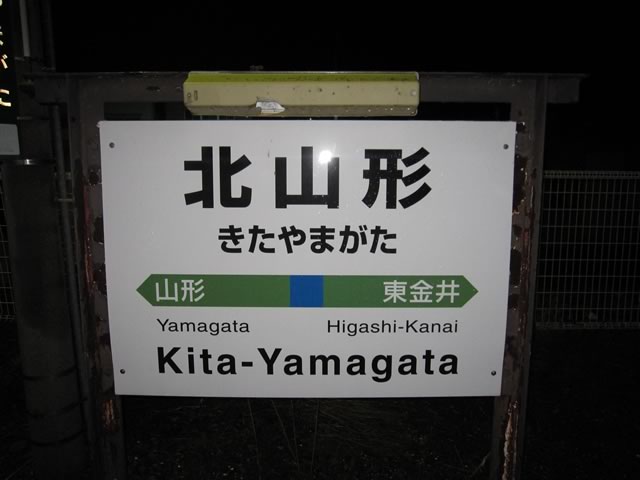 北山形
きたやまがた
山形 東金井
Yamagata Higashi-Kanai
Kita-Yamagata